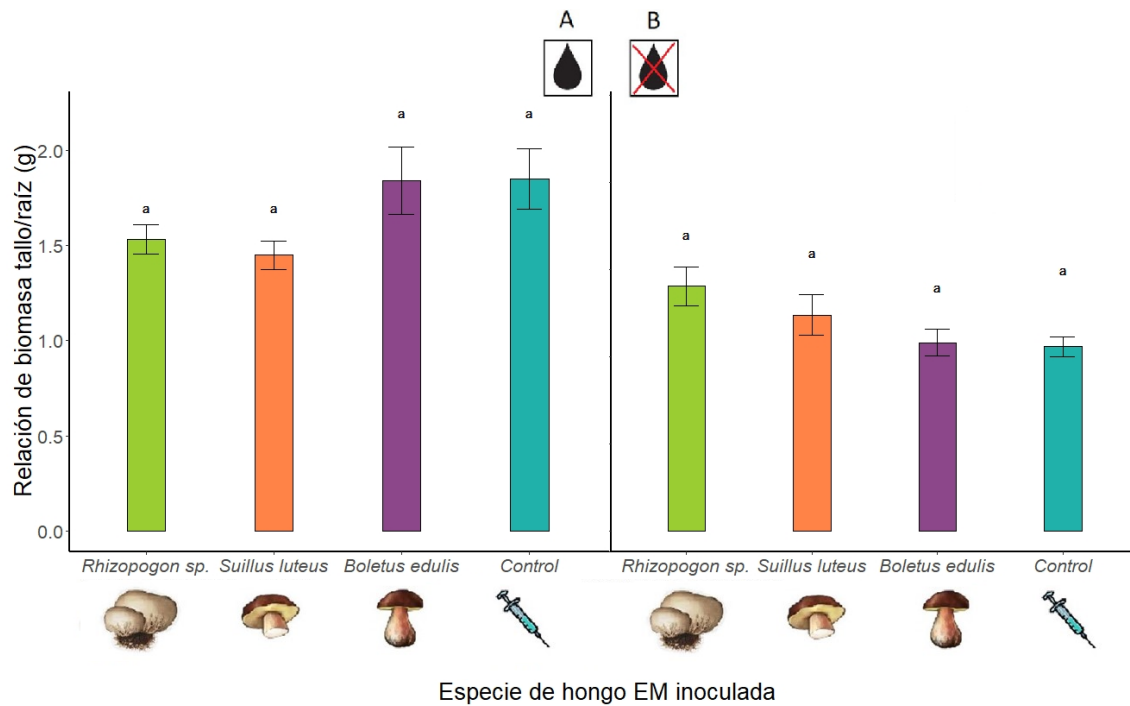 A B
Relación de biomasa tallo/raíz (g)
2.0
1.5
1.0
0.5
0.0
a a a a
a a a a
Rhizopogon sp. Suillus luteus Boletus edulis Control
Rhizopogon sp. Suillus luteus Boletus edulis Control
Especie de hongo EM inoculada